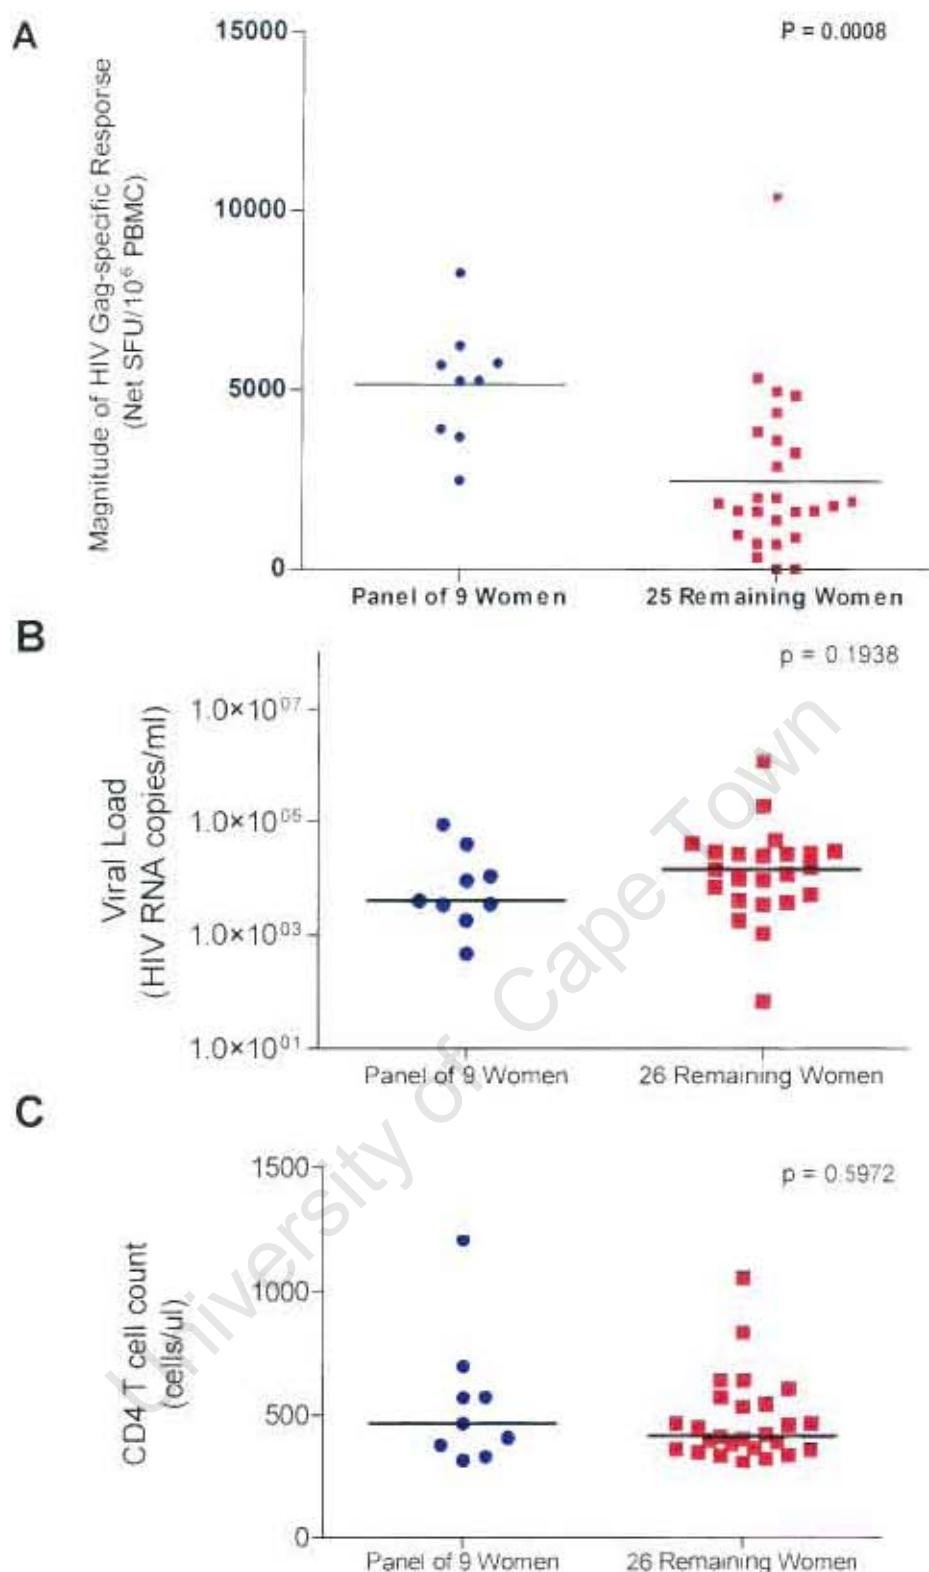 A
P = 0.0008
Magnitude of HIV Gag-specific Response
(Net SFU/10⁶ PBMC)
15000
10000
5000
0
Panel of 9 Women
25 Remaining Women
B
p = 0.1938
Viral Load
(HIV RNA copies/ml)
1.0×10⁰⁷
1.0×10⁰⁵
1.0×10⁰³
1.0×10⁰¹
Panel of 9 Women
26 Remaining Women
C
p = 0.5972
CD4 T cell count
(cells/ul)
1500
1000
500
0
Panel of 9 Women
26 Remaining Women
University of Cape Town